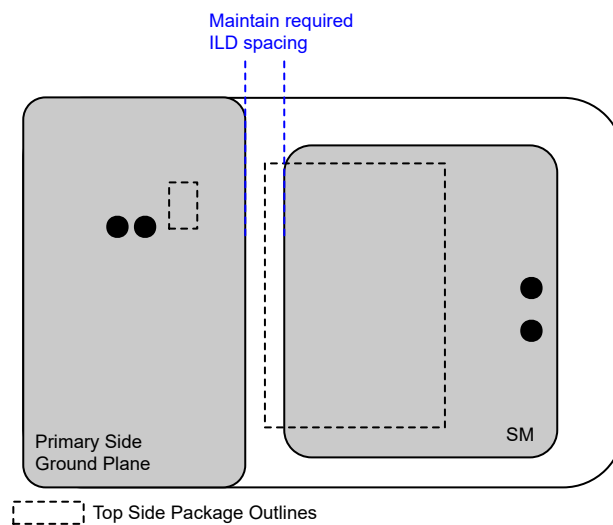 Maintain required
ILD spacing
Primary Side
Ground Plane
SM
Top Side Package Outlines